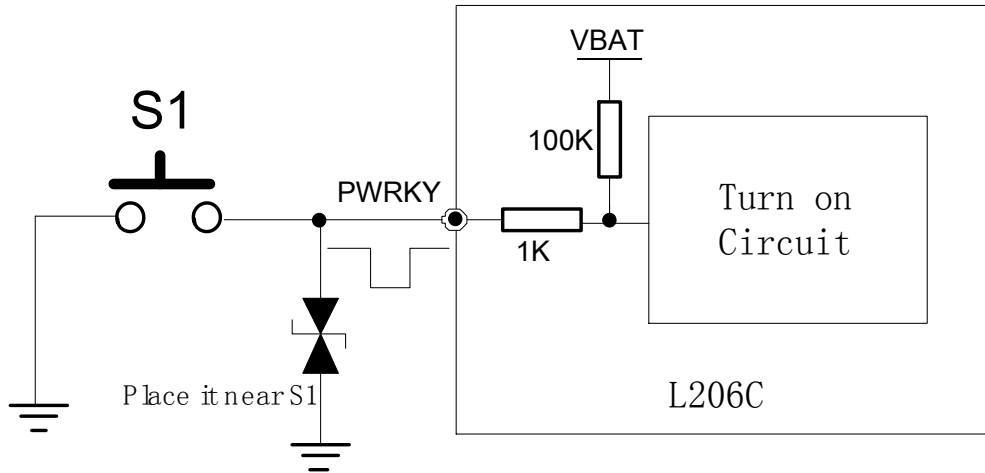 VBAT
S1
100K
PWRKY
Turn on
Circuit
1K
Place it near S1
L206C